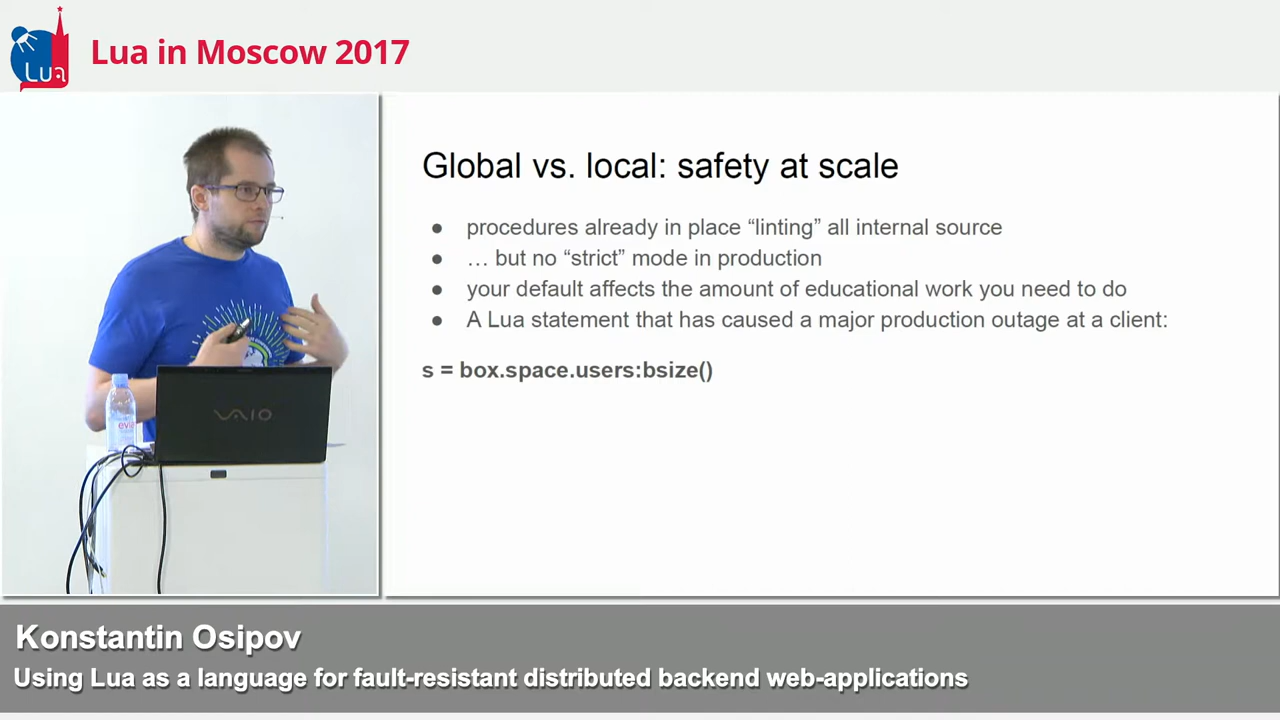 Lua
Lua in Moscow 2017
Global vs. local: safety at scale
● procedures already in place “linting” all internal source
● … but no “strict” mode in production
● your default affects the amount of educational work you need to do
● A Lua statement that has caused a major production outage at a client:
s = box.space.users:bsize()
VAIO
evian
Konstantin Osipov
Using Lua as a language for fault-resistant distributed backend web-applications